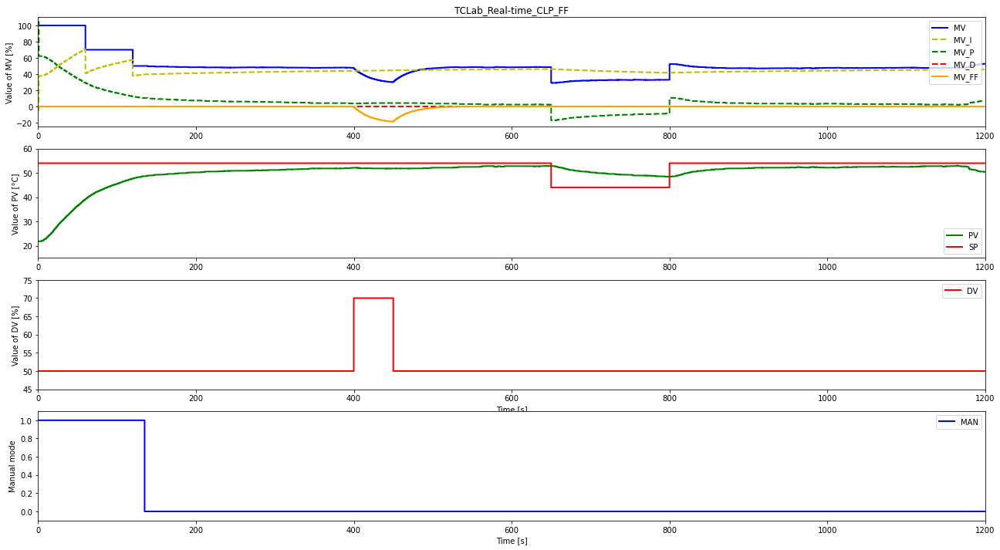 TCLab_Real-time_CLP_FF
Value of MV [%]
100
80
60
40
20
0
−20
MV
MV_I
MV_P
MV_D
MV_FF
0 200 400 600 800 1000 1200
Value of PV [°C]
60
50
40
30
20
PV
SP
0 200 400 600 800 1000 1200
Value of DV [%]
75
70
65
60
55
50
45
DV
0 200 400 600 800 1000 1200
Time [s]
Manual mode
1.0
0.8
0.6
0.4
0.2
0.0
MAN
0 200 400 600 800 1000 1200
Time [s]